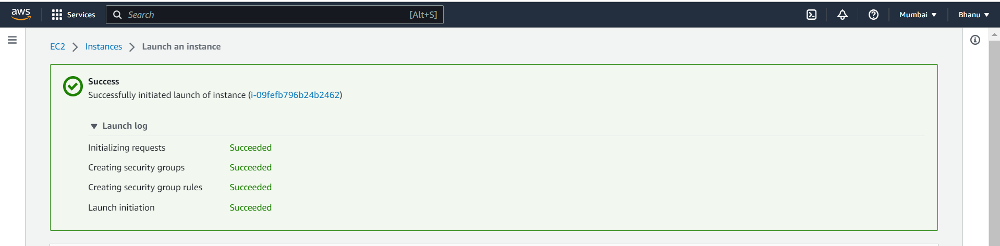 aws Services Search [Alt+S] Mumbai Bhanu
EC2 Instances Launch an instance
Success
Successfully initiated launch of instance (i-09fefb796b24b2462)
Launch log
Initializing requests Succeeded
Creating security groups Succeeded
Creating security group rules Succeeded
Launch initiation Succeeded